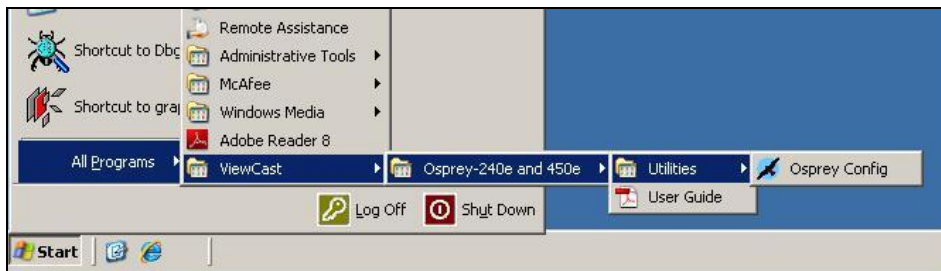 Remote Assistance
Shortcut to Dbg
Administrative Tools
McAfee
Shortcut to gra
Windows Media
Adobe Reader 8
All Programs
ViewCast
Osprey-240e and 450e
Utilities
Osprey Config
User Guide
Log Off
Shut Down
Start